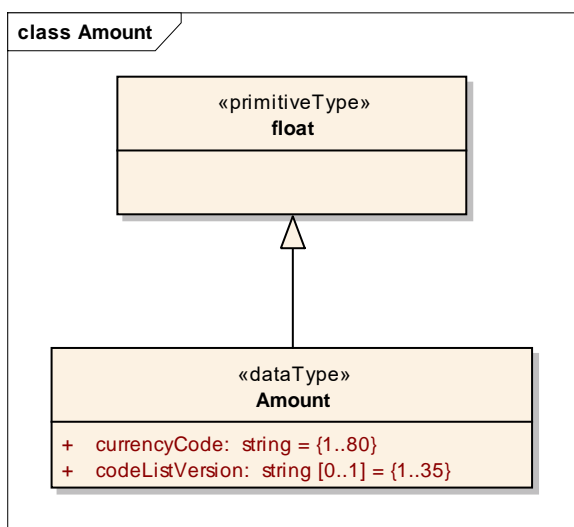 class Amount
«primitiveType»
float
«dataType»
Amount
+ currencyCode: string = {1..80}
+ codeListVersion: string [0..1] = {1..35}